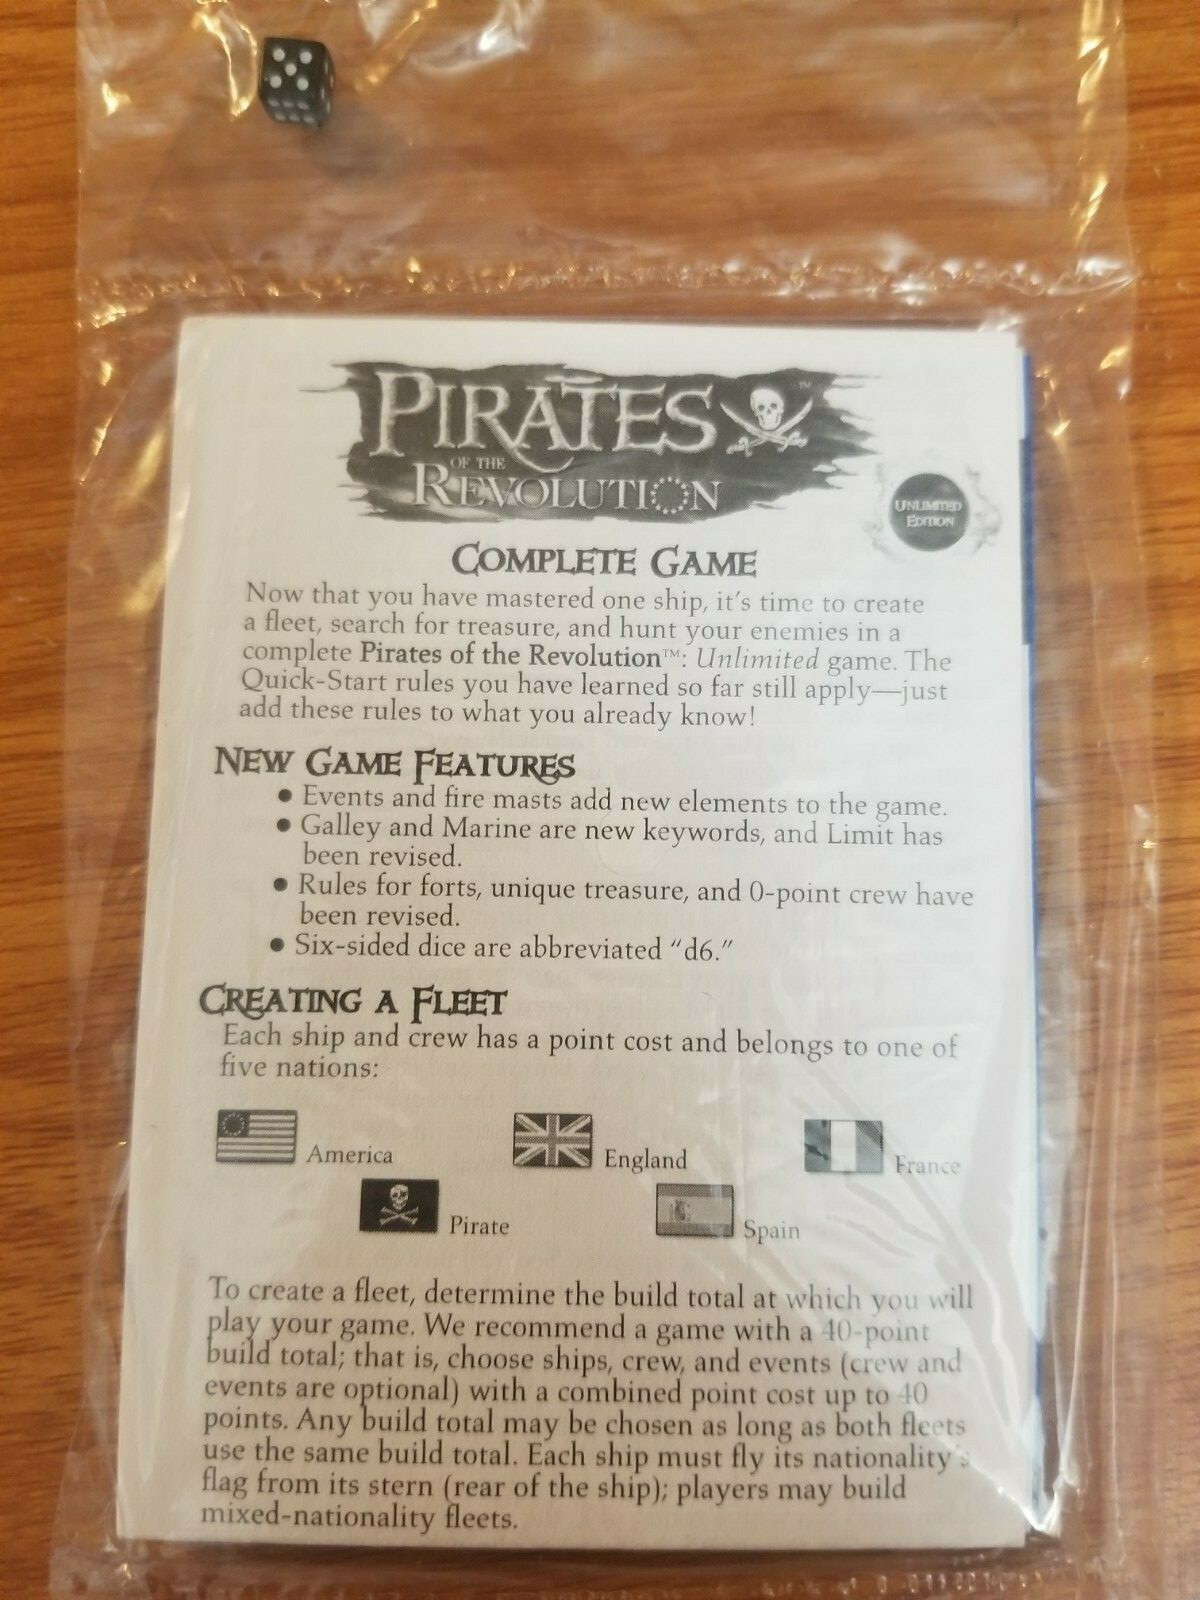 PIRATES ™
OF THE
REVOLUTION
UNLIMITED
EDITION
COMPLETE GAME
Now that you have mastered one ship, it's time to create
a fleet, search for treasure, and hunt your enemies in a
complete Pirates of the Revolution™: Unlimited game. The
Quick-Start rules you have learned so far still apply—just
add these rules to what you already know!
NEW GAME FEATURES
● Events and fire masts add new elements to the game.
● Galley and Marine are new keywords, and Limit has
been revised.
● Rules for forts, unique treasure, and 0-point crew have
been revised.
● Six-sided dice are abbreviated “d6.”
CREATING A FLEET
Each ship and crew has a point cost and belongs to one of
five nations:
America England France
Pirate Spain
To create a fleet, determine the build total at which you will
play your game. We recommend a game with a 40-point
build total; that is, choose ships, crew, and events (crew and
events are optional) with a combined point cost up to 40
points. Any build total may be chosen as long as both fleets
use the same build total. Each ship must fly its nationality's
flag from its stern (rear of the ship); players may build
mixed-nationality fleets.